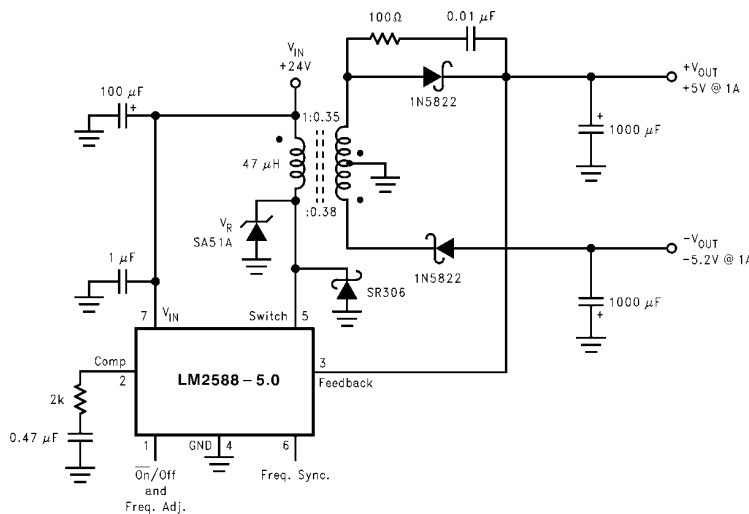 100Ω
0.01 μF
V_IN
+24V
+V_OUT
+5V @ 1A
100 μF
+
1N5822
1:0.35
+
1000 μF
47 μH
:0.38
V_R
SA51A
−V_OUT
−5.2V @ 1A
1N5822
1 μF
SR306
1000 μF
+
7
V_IN
Switch
5
Comp
2
LM2588−5.0
3
Feedback
2k
0.47 μF
1
GND
4
6
On/Off
and
Freq. Adj.
Freq. Sync.